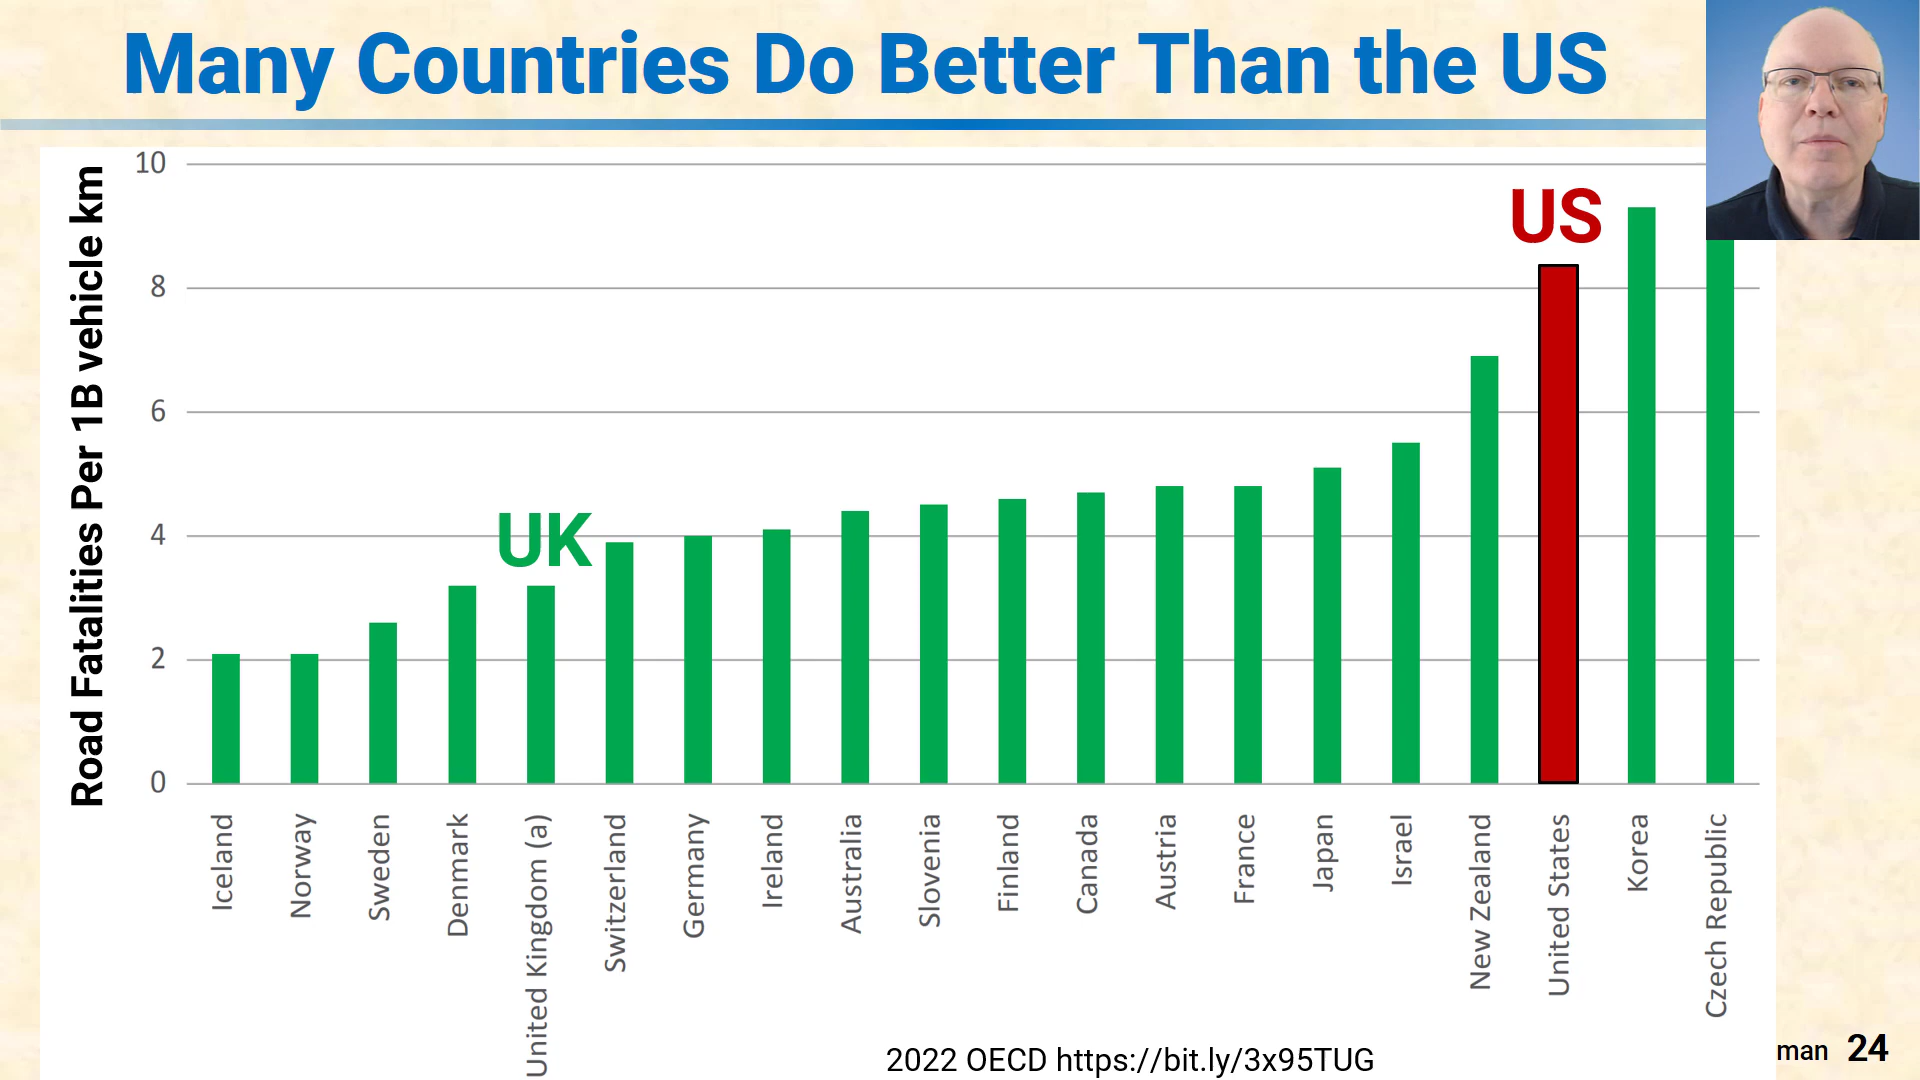 Many Countries Do Better Than the US
Road Fatalities Per 1B vehicle km
10
8
6
4
2
0
UK
US
Iceland
Norway
Sweden
Denmark
United Kingdom (a)
Switzerland
Germany
Ireland
Australia
Slovenia
Finland
Canada
Austria
France
Japan
Israel
New Zealand
United States
Korea
Czech Republic
2022 OECD https://bit.ly/3x95TUG
man 24